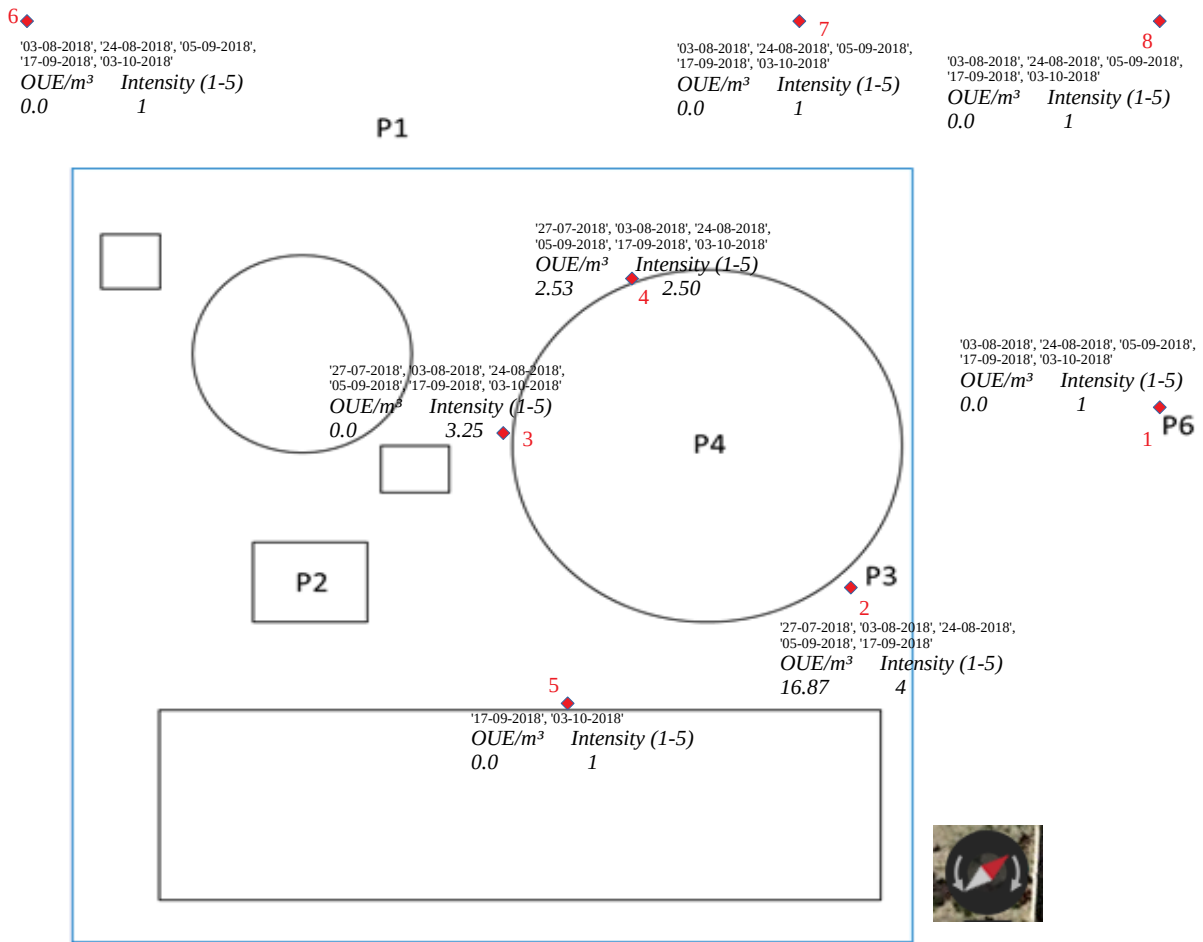 6
'03-08-2018', '24-08-2018', '05-09-2018',
'17-09-2018', '03-10-2018'
OUE/m³ Intensity (1-5)
0.0 1
7
'03-08-2018', '24-08-2018', '05-09-2018',
'17-09-2018', '03-10-2018'
OUE/m³ Intensity (1-5)
0.0 1
8
'03-08-2018', '24-08-2018', '05-09-2018',
'17-09-2018', '03-10-2018'
OUE/m³ Intensity (1-5)
0.0 1
P1
'27-07-2018', '03-08-2018', '24-08-2018',
'05-09-2018', '17-09-2018', '03-10-2018'
OUE/m³ Intensity (1-5)
2.53 2.50
4
'27-07-2018', '03-08-2018', '24-08-2018',
'05-09-2018', '17-09-2018', '03-10-2018'
OUE/m³ Intensity (1-5)
0.0 3.25
3
P4
'03-08-2018', '24-08-2018', '05-09-2018',
'17-09-2018', '03-10-2018'
OUE/m³ Intensity (1-5)
0.0 1
1
P6
P2
P3
2
'27-07-2018', '03-08-2018', '24-08-2018',
'05-09-2018', '17-09-2018'
OUE/m³ Intensity (1-5)
16.87 4
5
'17-09-2018', '03-10-2018'
OUE/m³ Intensity (1-5)
0.0 1